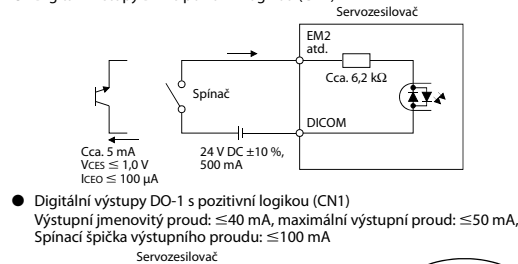 Servozesilovač
EM2
atd.
Cca. 6,2 kΩ
Spínač
DICOM
Cca. 5 mA
VCES ≤ 1,0 V
ICEO ≤ 100 µA
24 V DC ±10 %,
500 mA
● Digitální výstupy DO-1 s pozitivní logikou (CN1)
Výstupní jmenovitý proud: ≤40 mA, maximální výstupní proud: ≤50 mA,
Spínací špička výstupního proudu: ≤100 mA
Servozesilovač